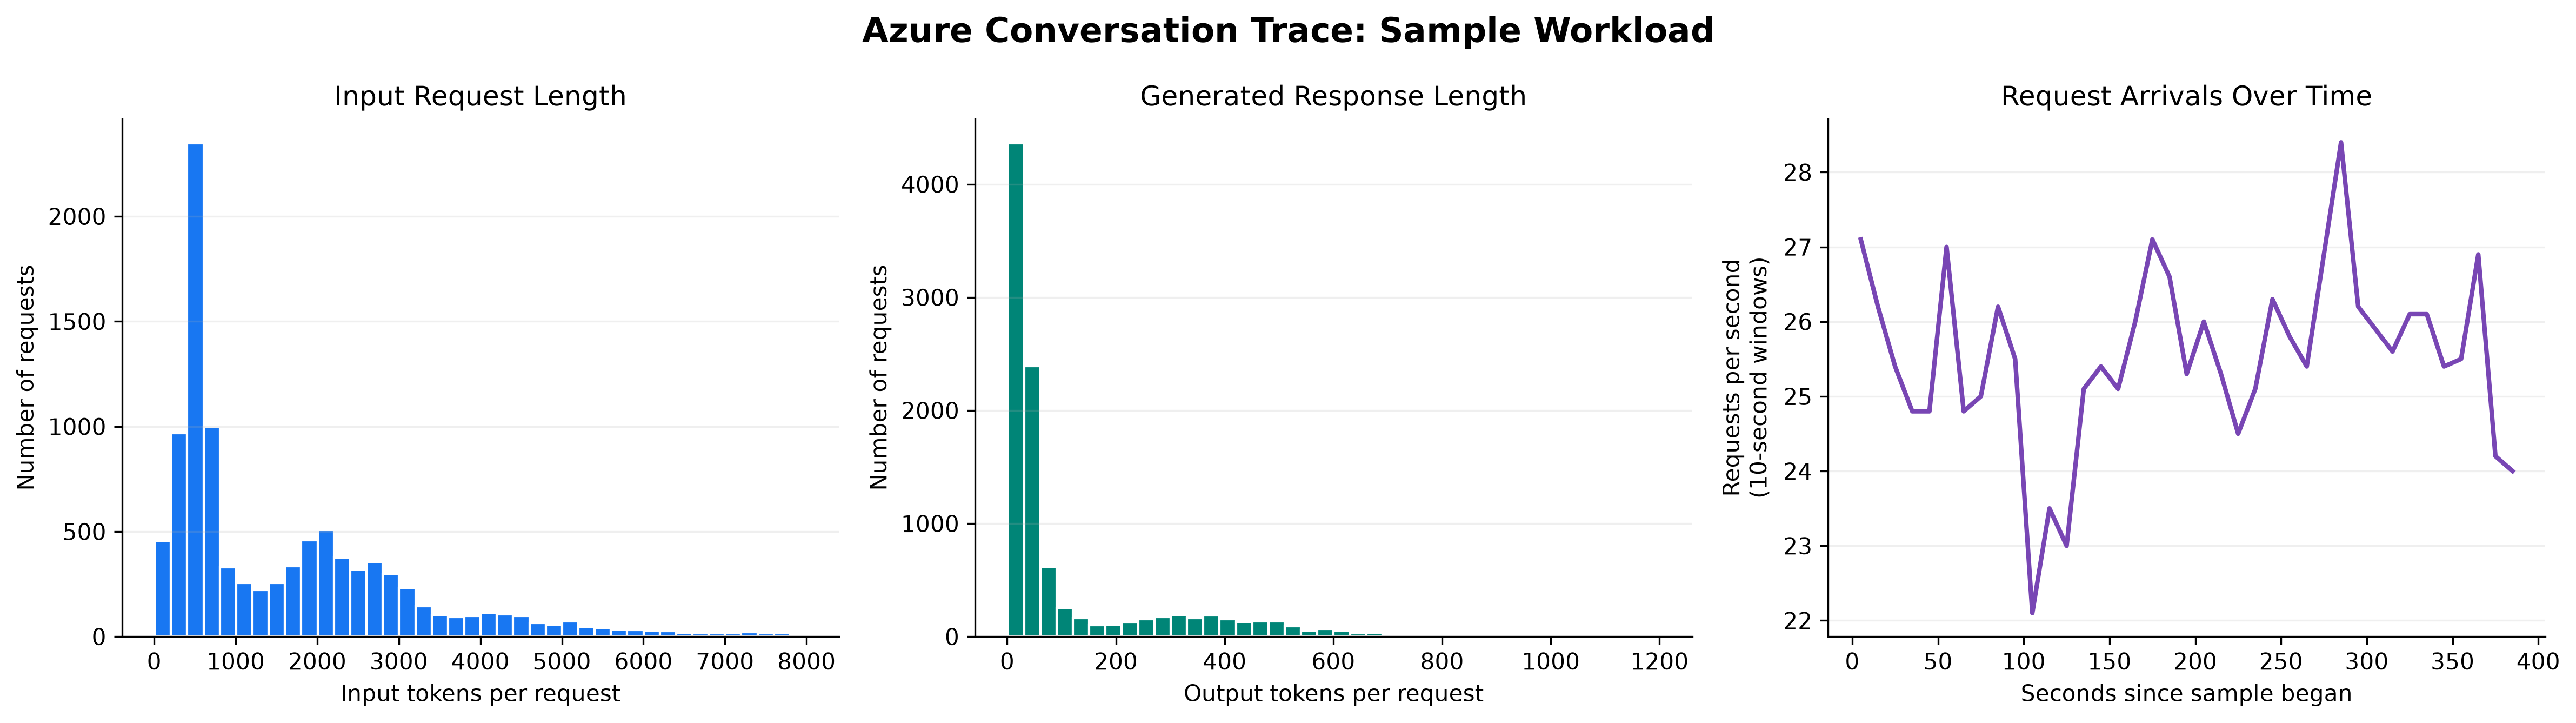 Azure Conversation Trace: Sample Workload
Input Request Length
Number of requests
2000
1500
1000
500
0
0 1000 2000 3000 4000 5000 6000 7000 8000
Input tokens per request
Generated Response Length
Number of requests
4000
3000
2000
1000
0
0 200 400 600 800 1000 1200
Output tokens per request
Request Arrivals Over Time
Requests per second
(10-second windows)
28
27
26
25
24
23
22
0 50 100 150 200 250 300 350 400
Seconds since sample began